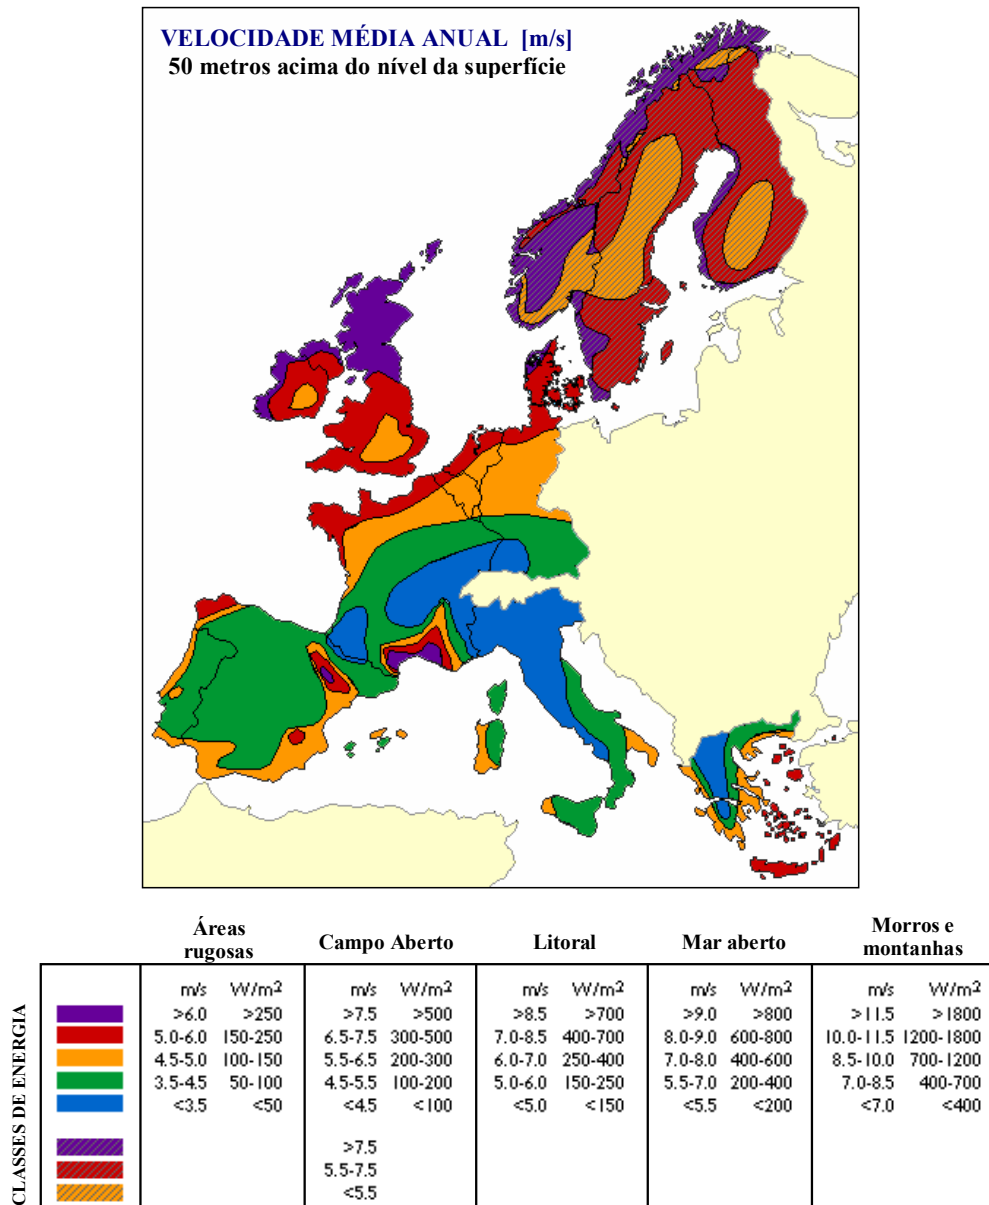 VELOCIDADE MÉDIA ANUAL [m/s]
50 metros acima do nível da superfície
Áreas rugosas Campo Aberto Litoral Mar aberto Morros e montanhas
m/s W/m² m/s W/m² m/s W/m² m/s W/m² m/s W/m²
>6.0 >250 >7.5 >500 >8.5 >700 >9.0 >800 >11.5 >1800
5.0-6.0 150-250 6.5-7.5 300-500 7.0-8.5 400-700 8.0-9.0 600-800 10.0-11.5 1200-1800
4.5-5.0 100-150 5.5-6.5 200-300 6.0-7.0 250-400 7.0-8.0 400-600 8.5-10.0 700-1200
3.5-4.5 50-100 4.5-5.5 100-200 5.0-6.0 150-250 5.5-7.0 200-400 7.0-8.5 400-700
<3.5 <50 <4.5 <100 <5.0 <150 <5.5 <200 <7.0 <400
>7.5
5.5-7.5
<5.5
CLASSES DE ENERGIA